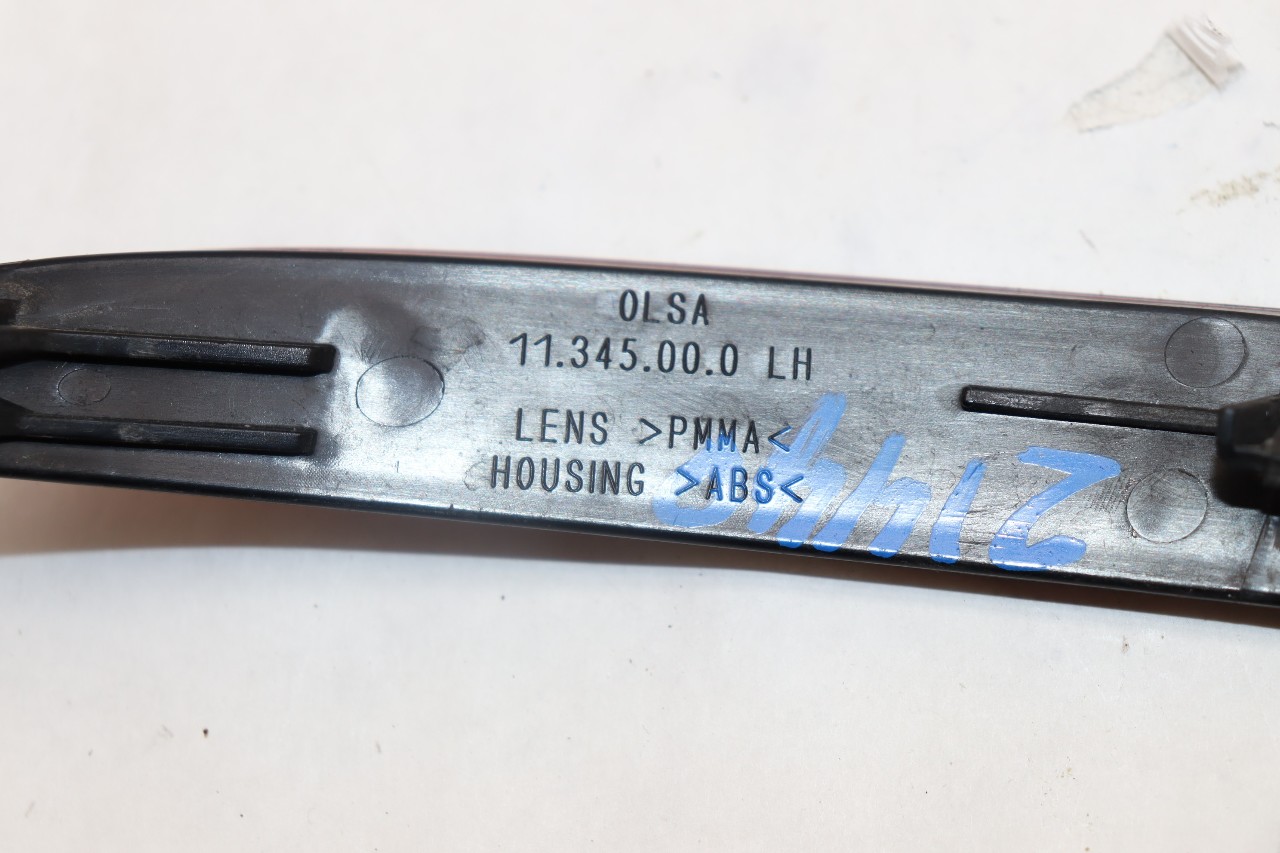 OLSA
11.345.00.0 LH
LENS >PMMA<
HOUSING >ABS<